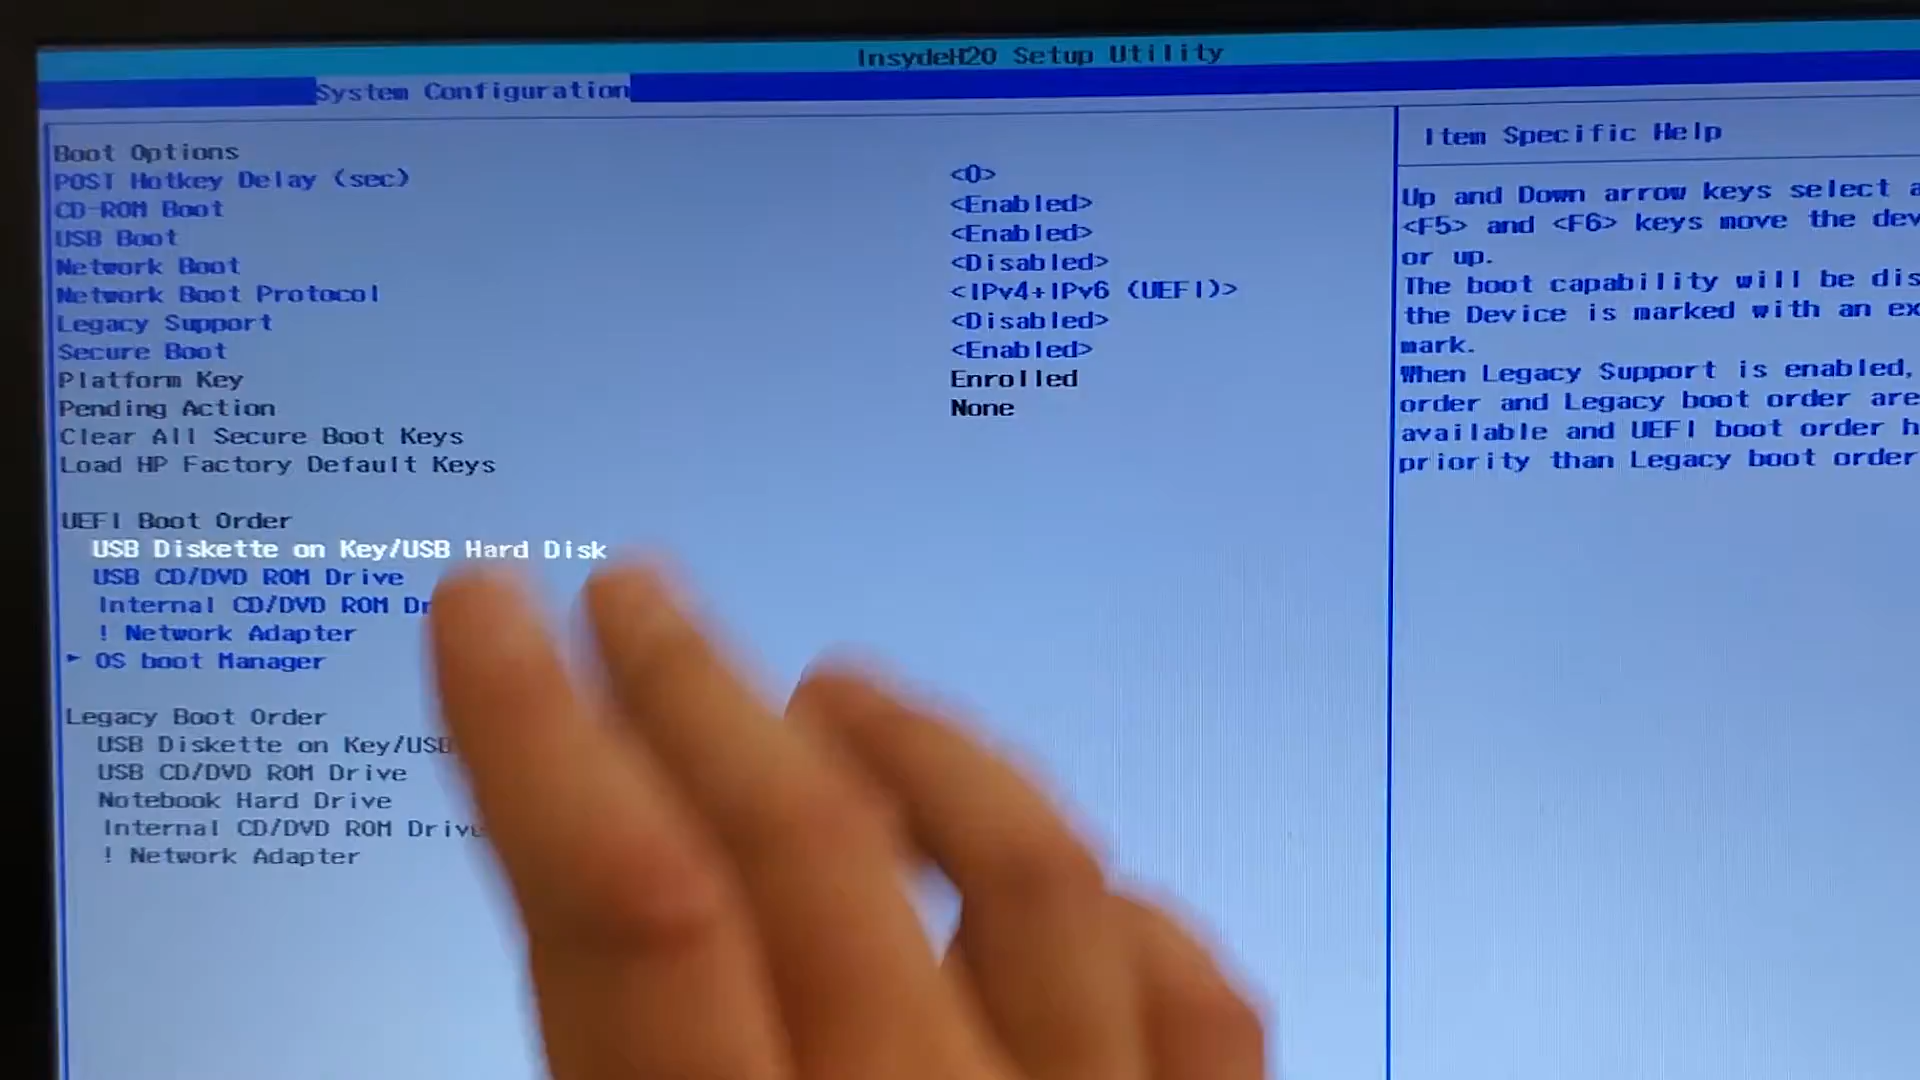 InsydeH20 Setup Utility
System Configuration
Boot Options
POST Hotkey Delay (sec) <0>
CD-ROM Boot <Enabled>
USB Boot <Enabled>
Network Boot <Disabled>
Network Boot Protocol <IPv4+IPv6 (UEFI)>
Legacy Support <Disabled>
Secure Boot <Enabled>
Platform Key Enrolled
Pending Action None
Clear All Secure Boot Keys
Load HP Factory Default Keys
UEFI Boot Order
USB Diskette on Key/USB Hard Disk
USB CD/DVD ROM Drive
Internal CD/DVD ROM Dr
! Network Adapter
► OS boot Manager
Legacy Boot Order
USB Diskette on Key/USB
USB CD/DVD ROM Drive
Notebook Hard Drive
Internal CD/DVD ROM Drive
! Network Adapter
Item Specific Help
Up and Down arrow keys select
<F5> and <F6> keys move the dev
or up.
The boot capability will be dis
the Device is marked with an ex
mark.
When Legacy Support is enabled,
order and Legacy boot order are
available and UEFI boot order h
priority than Legacy boot order